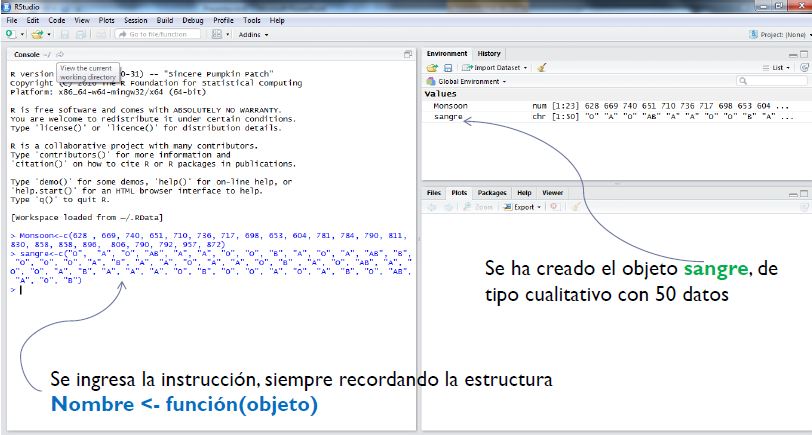 RStudio
File Edit Code View Plots Session Build Debug Profile Tools Help
Go to file/function Addins Project: (None)
Console ~/
View the current
working directory
R version 0-31) -- "Sincere Pumpkin Patch"
Copyright (C) 2016 The R Foundation for Statistical Computing
Platform: x86_64-w64-mingw32/x64 (64-bit)
R is free software and comes with ABSOLUTELY NO WARRANTY.
You are welcome to redistribute it under certain conditions.
Type 'license()' or 'licence()' for distribution details.
R is a collaborative project with many contributors.
Type 'contributors()' for more information and
'citation()' on how to cite R or R packages in publications.
Type 'demo()' for some demos, 'help()' for on-line help, or
'help.start()' for an HTML browser interface to help.
Type 'q()' to quit R.
[Workspace loaded from ~/.RData]
> Monsoon<-c(628 , 669, 740, 651, 710, 736, 717, 698, 653, 604, 781, 784, 790, 811,
830, 858, 858, 896,  806, 790, 792, 957, 872)
> sangre<-c("O", "A", "O", "AB", "A", "A", "O", "O", "B", "A", "O", "A", "AB", "B",
>
Environment History
Import Dataset List
Global Environment
Values
Monsoon num [1:23] 628 669 740 651 710 736 717 698 653 604 ...
sangre chr [1:50] "O" "A" "O" "AB" "A" "A" "O" "O" "B" "A" ...
Files Plots Packages Help Viewer
Zoom Export
Se ha creado el objeto sangre, de
tipo cualitativo con 50 datos
Se ingresa la instrucción, siempre recordando la estructura
Nombre <- función(objeto)